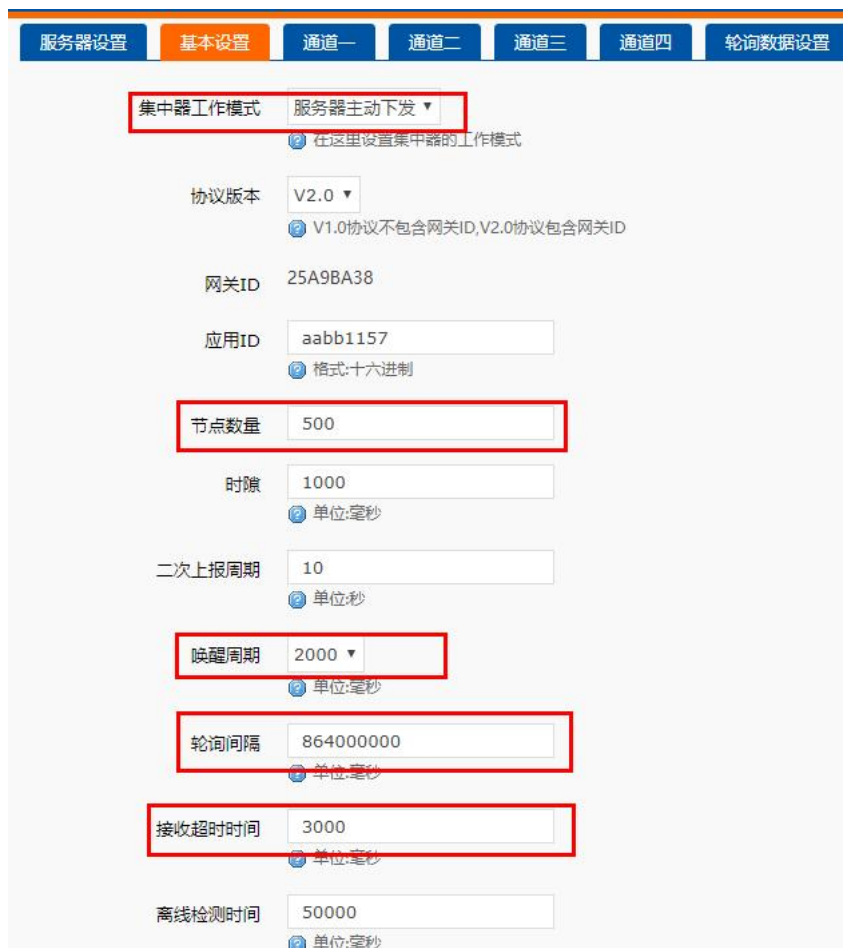 服务器设置 基本设置 通道一 通道二 通道三 通道四 轮询数据设置
集中器工作模式 服务器主动下发
在这里设置集中器的工作模式
协议版本 V2.0
V1.0协议不包含网关ID,V2.0协议包含网关ID
网关ID 25A9BA38
应用ID aabb1157
格式:十六进制
节点数量 500
时隙 1000
单位:毫秒
二次上报周期 10
单位:秒
唤醒周期 2000
单位:毫秒
轮询间隔 864000000
单位:毫秒
接收超时时间 3000
单位:毫秒
离线检测时间 50000
单位:毫秒